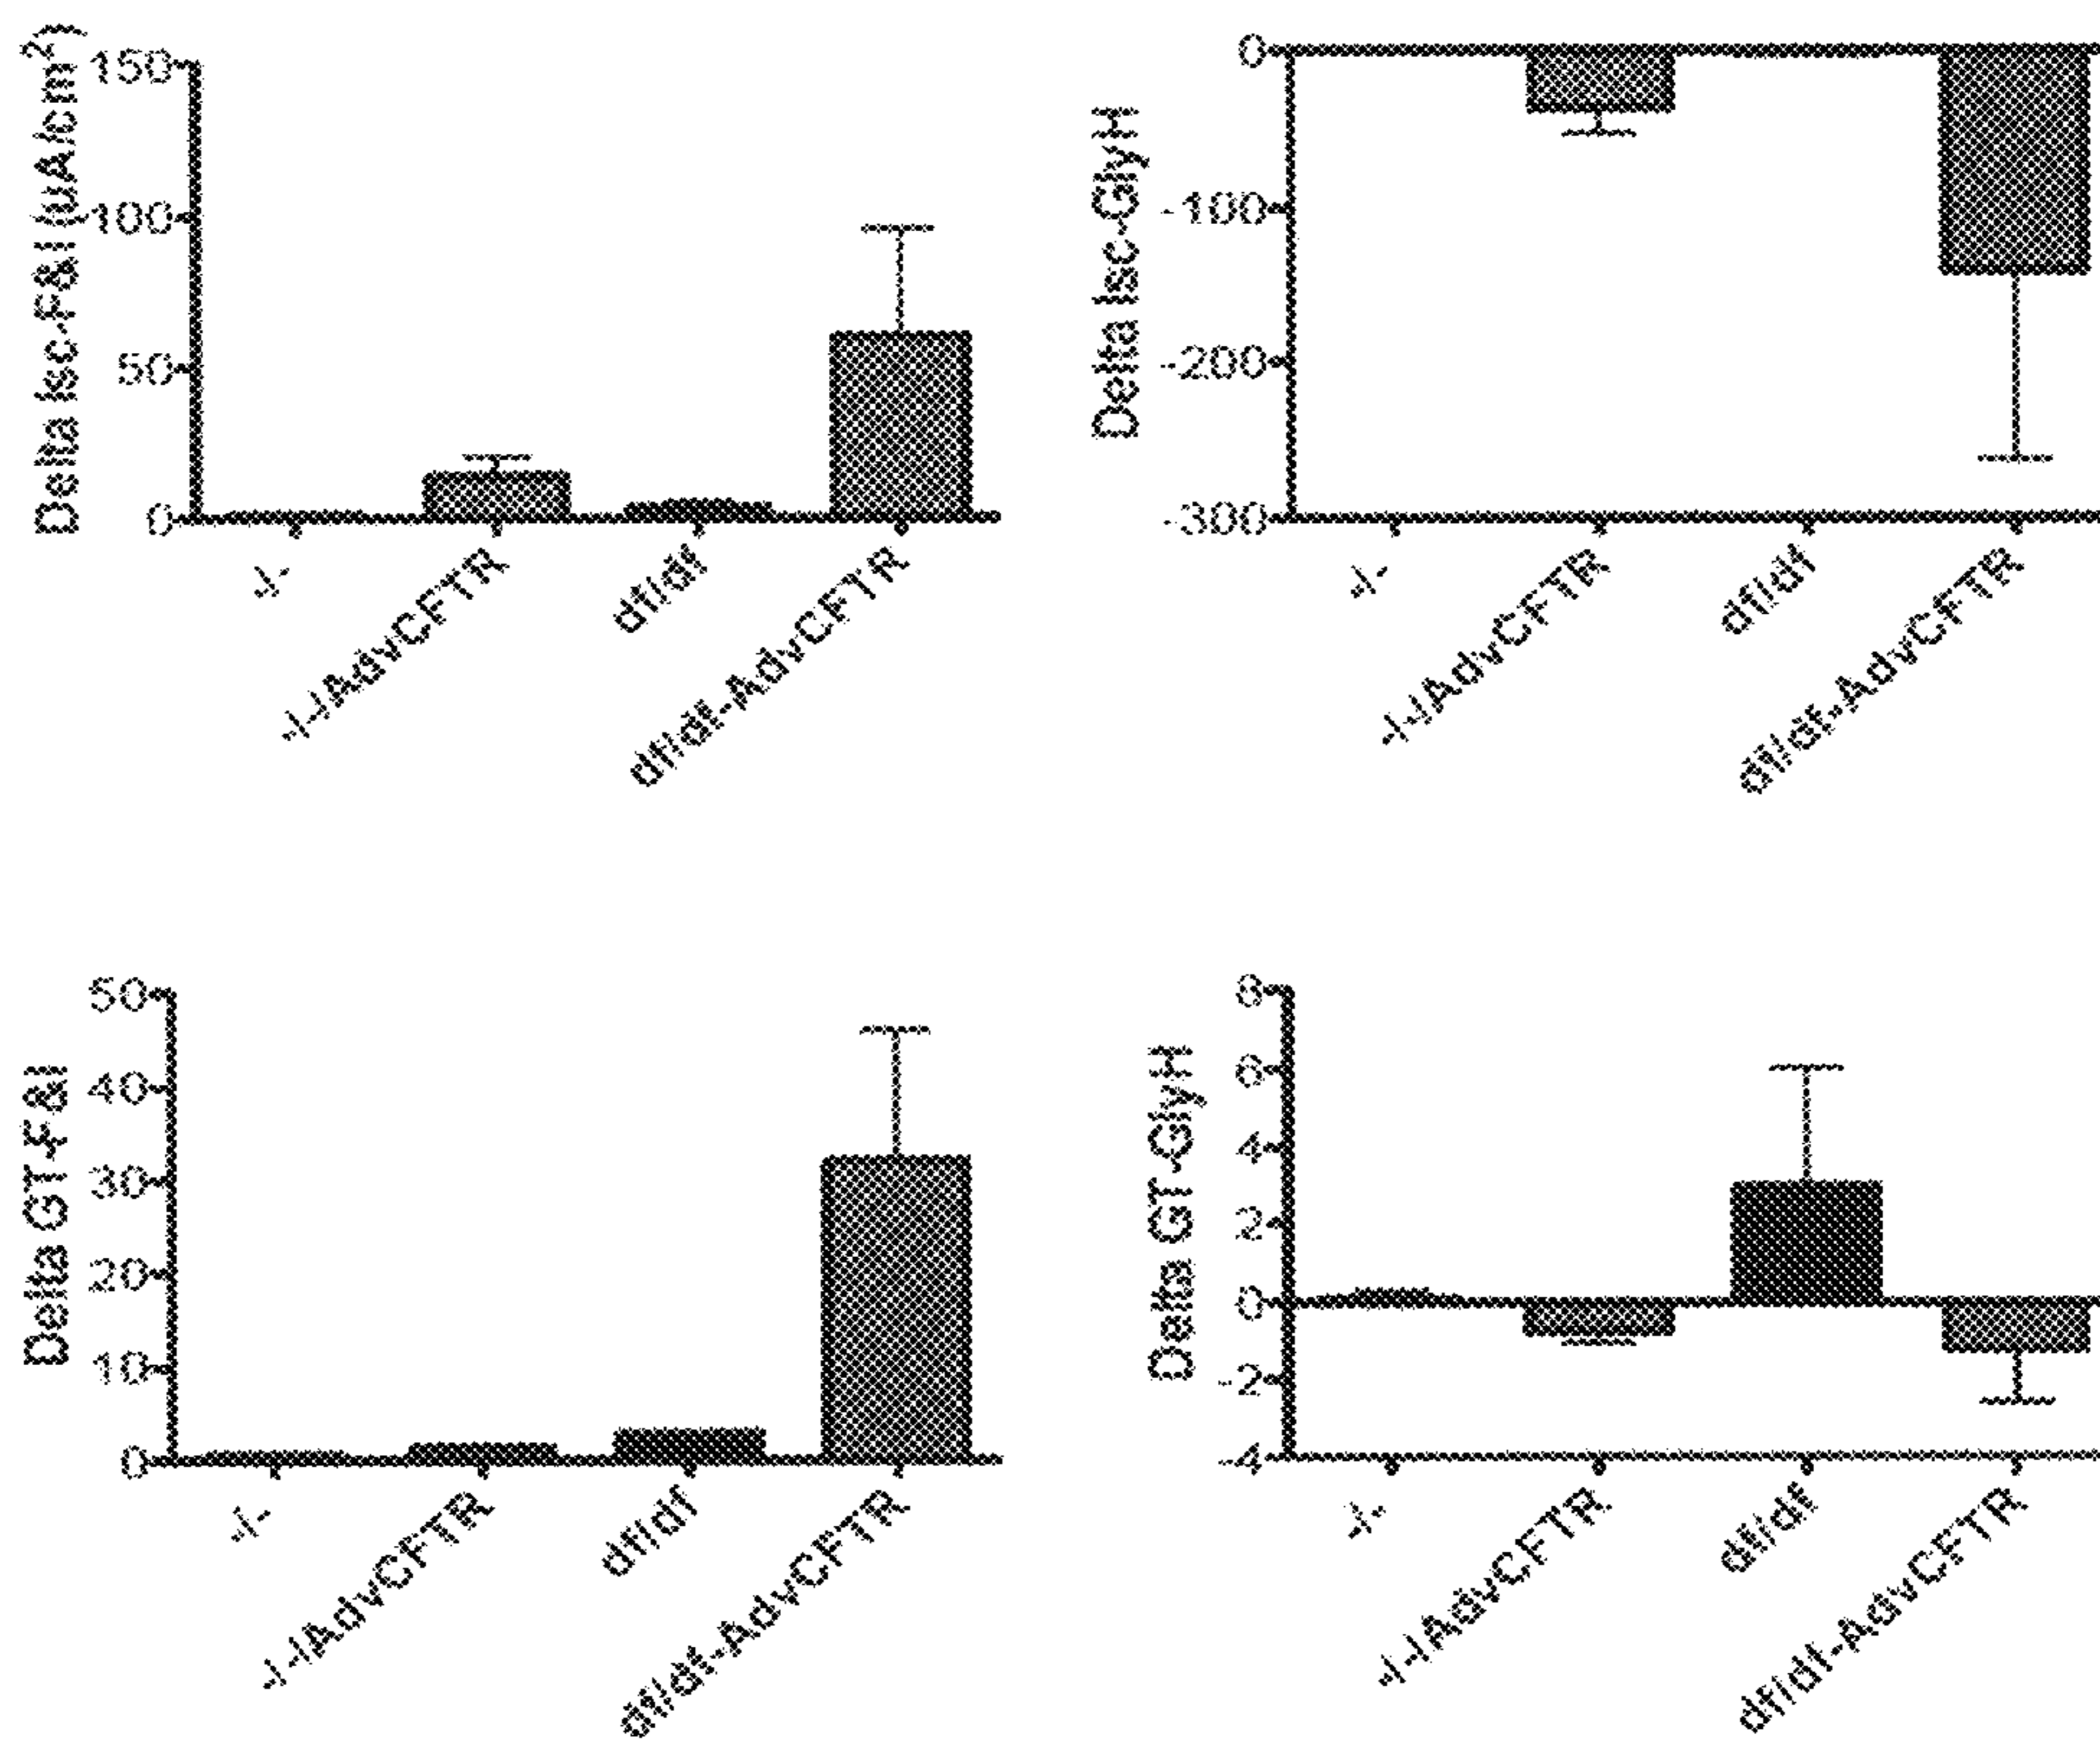 Delta Isc-F&I (uA/cm²)
150
100
50
0
-/-
-/-/AdvCFTR
df/df
df/df-AdvCFTR
Delta Isc-GlyH
0
-100
-200
-300
-/-
-/-/AdvCFTR
df/df
df/df-AdvCFTR
Delta GT-F&I
50
40
30
20
10
0
-/-
-/-/AdvCFTR
df/df
df/df-AdvCFTR
Delta GT-GlyH
8
6
4
2
0
-2
-4
-/-
-/-/AdvCFTR
df/df
df/df-AdvCFTR